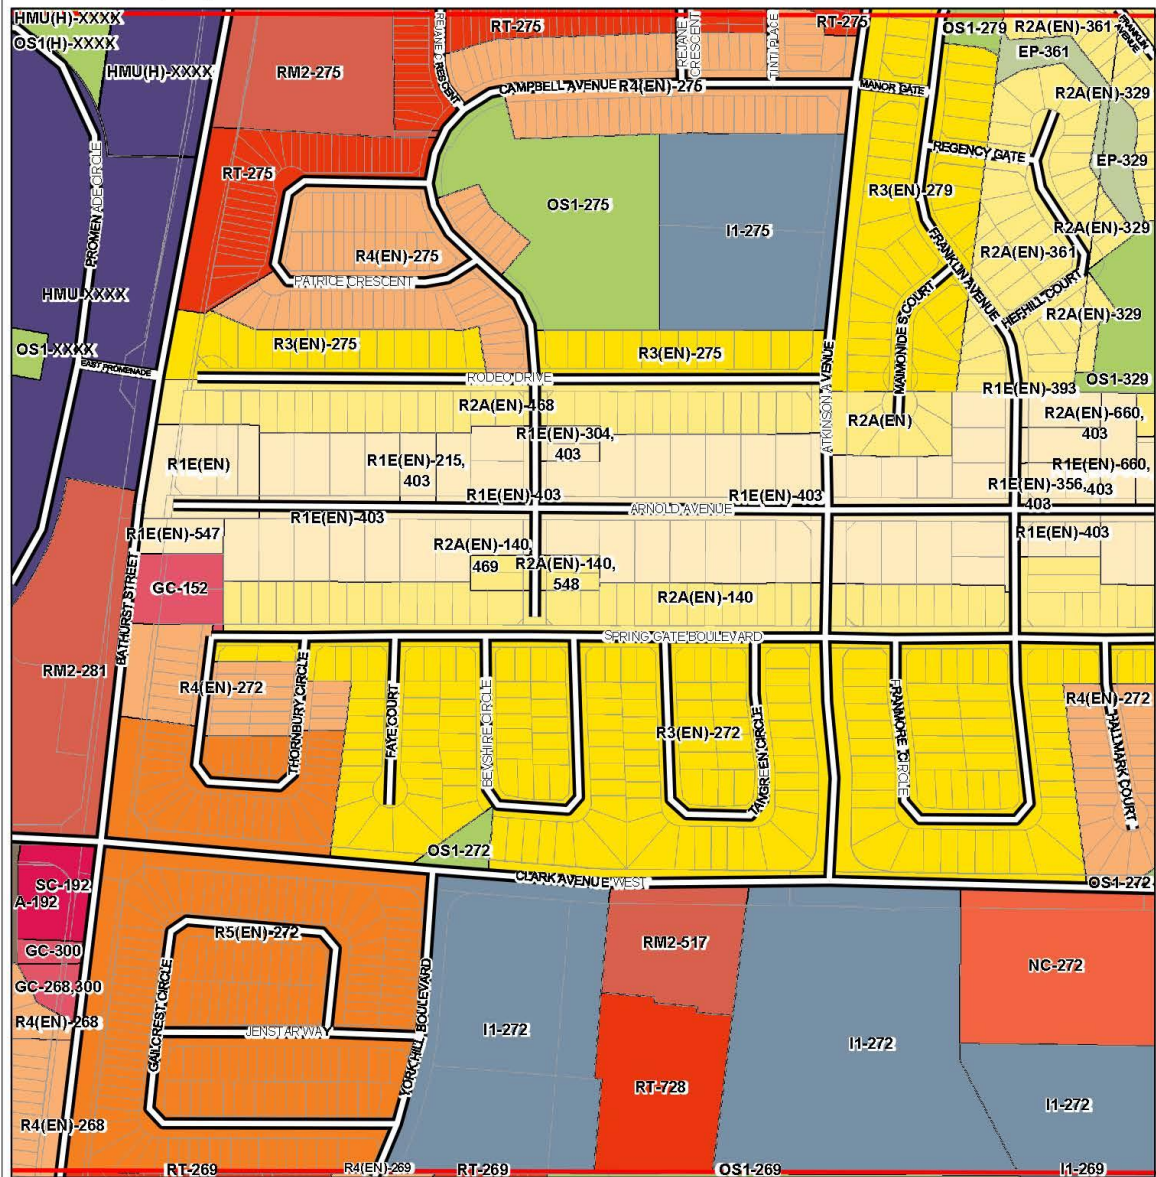 HMU(H)-XXXX
OS1(H)-XXXX
HMU(H)-XXXX
RM2-275
REJANE CRESCENT
RT-275
REJANE
CRESCENT
TINTI PLACE
RT-275
OS1-279
R2A(EN)-361
FRANKLIN
AVENUE
EP-361
CAMPBELL AVENUE
R4(EN)-275
MANOR GATE
R2A(EN)-329
PROMENADE CIRCLE
RT-275
REGENCY GATE
EP-329
R3(EN)-279
OS1-275
I1-275
R2A(EN)-329
R4(EN)-275
R2A(EN)-361
FRANKLIN AVENUE
PATRICE CRESCENT
HEFHILL COURT
HMU-XXXX
MAIMONIDES COURT
R2A(EN)-329
OS1-XXXX
R3(EN)-275
R3(EN)-275
EAST PROMENADE
RODEO DRIVE
ATKINSON AVENUE
OS1-329
R1E(EN)-393
R2A(EN)-468
R2A(EN)
R2A(EN)-660,
403
R1E(EN)-304,
403
R1E(EN)
R1E(EN)-215,
403
R1E(EN)-660,
403
R1E(EN)-356,
403
R1E(EN)-403
R1E(EN)-403
ARNOLD AVENUE
R1E(EN)-403
R1E(EN)-547
R1E(EN)-403
R2A(EN)-140,
469
R2A(EN)-140,
548
GC-152
R2A(EN)-140
BATHURST STREET
SPRING GATE BOULEVARD
RM2-281
R4(EN)-272
THORNBURY CIRCLE
FAYE COURT
BEVSHIRE CIRCLE
R3(EN)-272
TANGREEN CIRCLE
FRANMORE CIRCLE
R4(EN)-272
HALLMARK COURT
OS1-272
CLARK AVENUE WEST
OS1-272
SC-192
A-192
R5(EN)-272
RM2-517
GC-300
NC-272
GC-268,300
GAILCREST CIRCLE
YORK HILL BOULEVARD
R4(EN)-268
JENSTAR WAY
I1-272
I1-272
RT-728
I1-272
R4(EN)-268
RT-269
R4(EN)-269
RT-269
OS1-269
I1-269